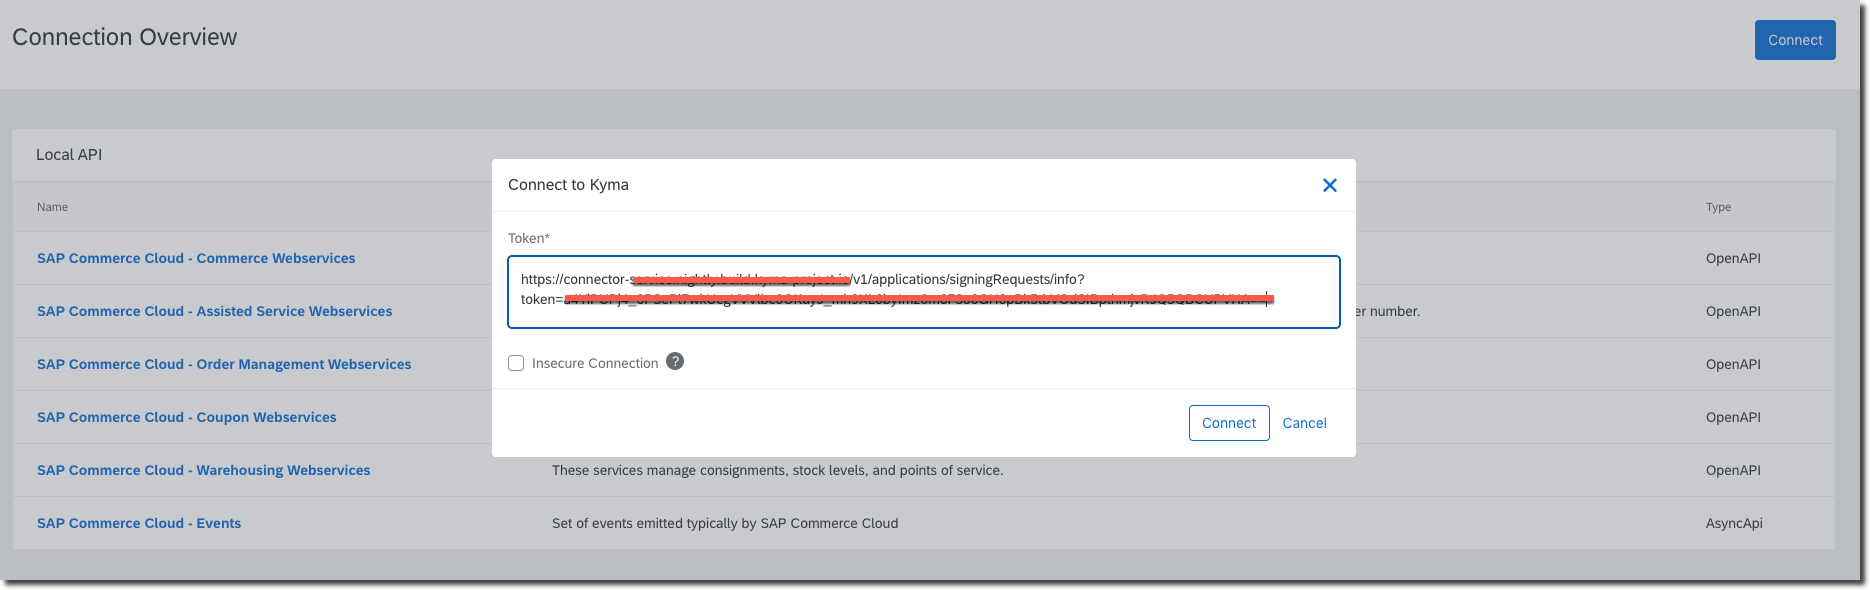 Connection Overview
Connect
Local API
Name
Type
SAP Commerce Cloud - Commerce Webservices
OpenAPI
SAP Commerce Cloud - Assisted Service Webservices
er number.
OpenAPI
SAP Commerce Cloud - Order Management Webservices
OpenAPI
SAP Commerce Cloud - Coupon Webservices
OpenAPI
SAP Commerce Cloud - Warehousing Webservices
These services manage consignments, stock levels, and points of service.
OpenAPI
SAP Commerce Cloud - Events
Set of events emitted typically by SAP Commerce Cloud
AsyncApi
Connect to Kyma
Token*
https://connector- /v1/applications/signingRequests/info?
token=
Insecure Connection ?
Connect
Cancel